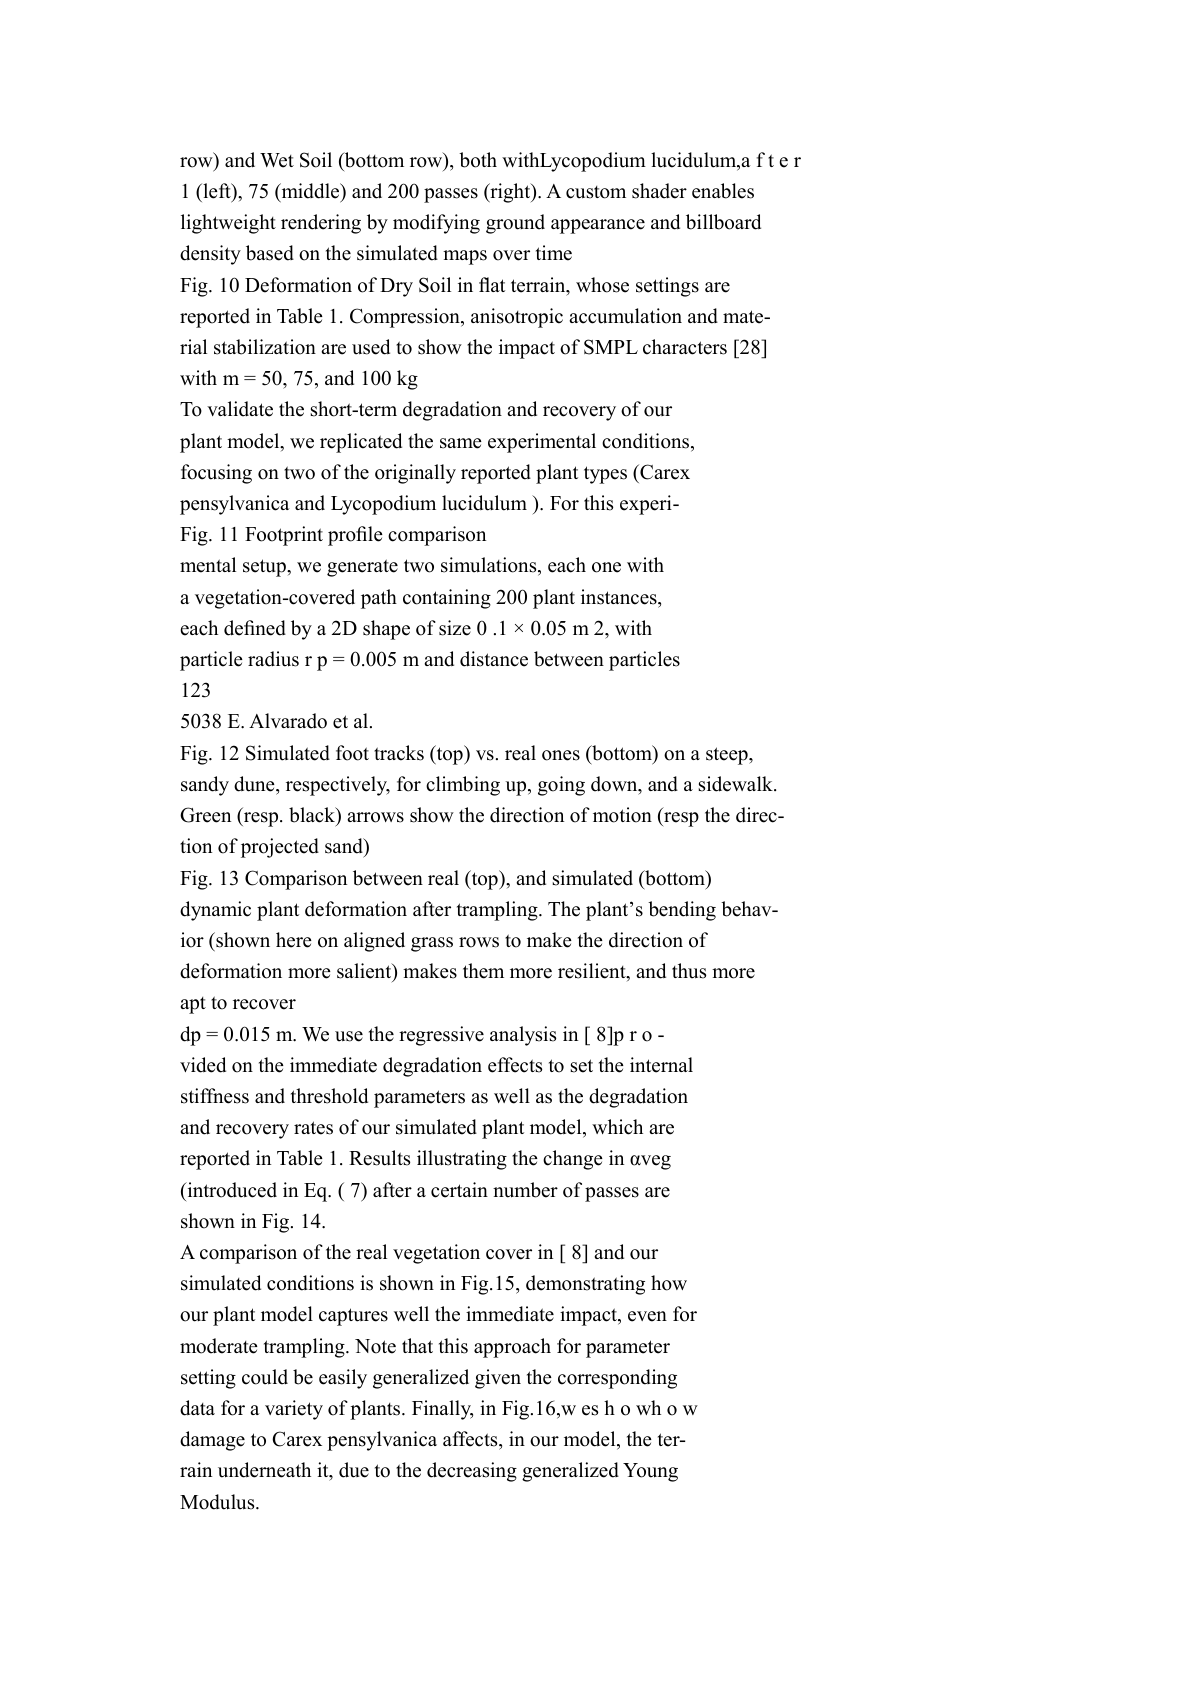 row) and Wet Soil (bottom row), both withLycopodium lucidulum,a f t e r
1 (left), 75 (middle) and 200 passes (right). A custom shader enables
lightweight rendering by modifying ground appearance and billboard
density based on the simulated maps over time
Fig. 10 Deformation of Dry Soil in flat terrain, whose settings are
reported in Table 1. Compression, anisotropic accumulation and mate-
rial stabilization are used to show the impact of SMPL characters [28]
with m = 50, 75, and 100 kg
To validate the short-term degradation and recovery of our
plant model, we replicated the same experimental conditions,
focusing on two of the originally reported plant types (Carex
pensylvanica and Lycopodium lucidulum ). For this experi-
Fig. 11 Footprint profile comparison
mental setup, we generate two simulations, each one with
a vegetation-covered path containing 200 plant instances,
each defined by a 2D shape of size 0 .1 × 0.05 m 2, with
particle radius r p = 0.005 m and distance between particles
123
5038 E. Alvarado et al.
Fig. 12 Simulated foot tracks (top) vs. real ones (bottom) on a steep,
sandy dune, respectively, for climbing up, going down, and a sidewalk.
Green (resp. black) arrows show the direction of motion (resp the direc-
tion of projected sand)
Fig. 13 Comparison between real (top), and simulated (bottom)
dynamic plant deformation after trampling. The plant’s bending behav-
ior (shown here on aligned grass rows to make the direction of
deformation more salient) makes them more resilient, and thus more
apt to recover
dp = 0.015 m. We use the regressive analysis in [ 8]p r o -
vided on the immediate degradation effects to set the internal
stiffness and threshold parameters as well as the degradation
and recovery rates of our simulated plant model, which are
reported in Table 1. Results illustrating the change in αveg
(introduced in Eq. ( 7) after a certain number of passes are
shown in Fig. 14.
A comparison of the real vegetation cover in [ 8] and our
simulated conditions is shown in Fig.15, demonstrating how
our plant model captures well the immediate impact, even for
moderate trampling. Note that this approach for parameter
setting could be easily generalized given the corresponding
data for a variety of plants. Finally, in Fig.16,w es h o wh o w
damage to Carex pensylvanica affects, in our model, the ter-
rain underneath it, due to the decreasing generalized Young
Modulus.